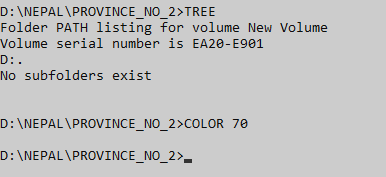 D:\NEPAL\PROVINCE_NO_2>TREE
Folder PATH listing for volume New Volume
Volume serial number is EA20-E901
D:.
No subfolders exist
D:\NEPAL\PROVINCE_NO_2>COLOR 70
D:\NEPAL\PROVINCE_NO_2>